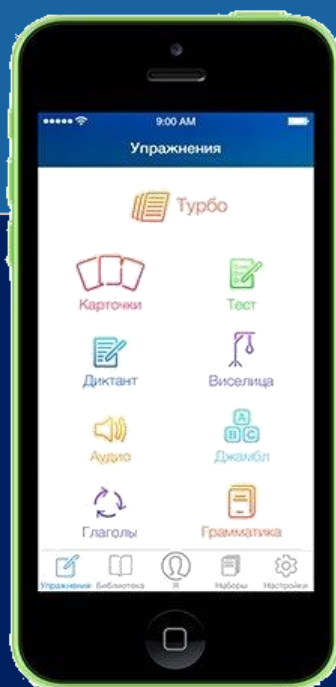 9:00 AM
Упражнения
Турбо
Карточки Тест
Диктант Виселица
A
B C
Аудио Джамбл
Глаголы Грамматика
Упражнения Библиотека Я Наборы Настройки